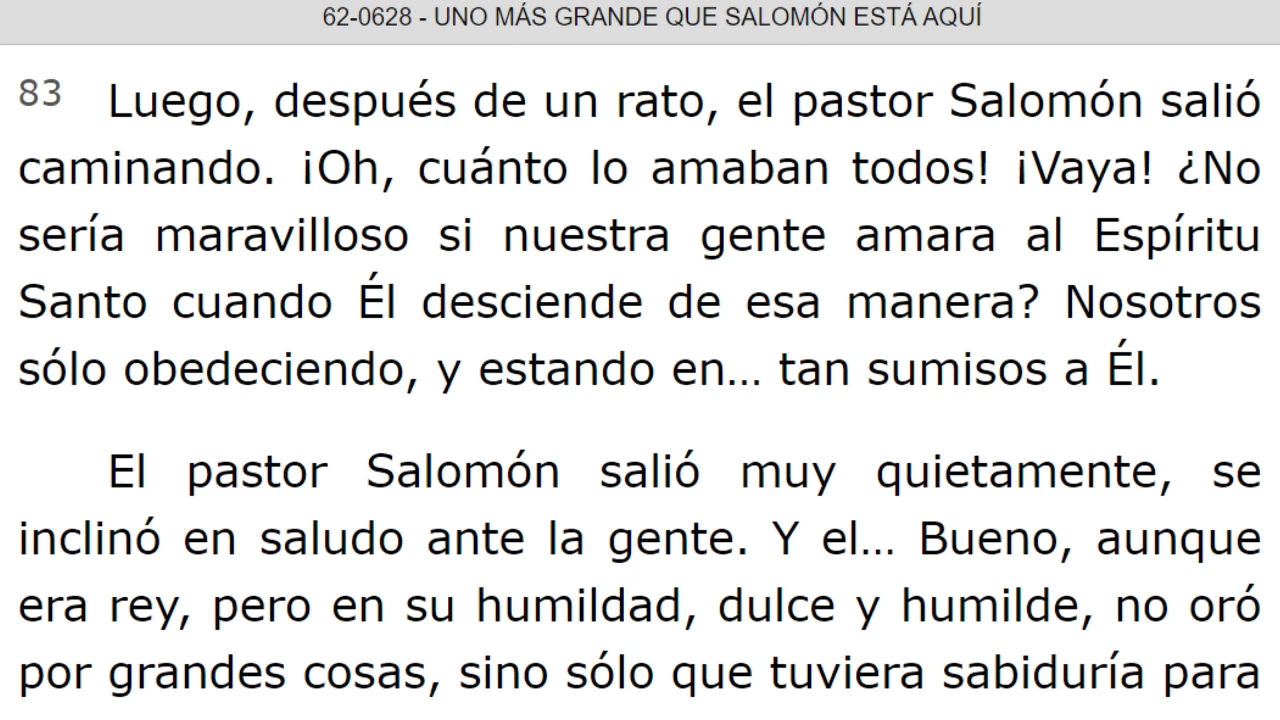 62-0628 - UNO MÁS GRANDE QUE SALOMÓN ESTÁ AQUÍ
83 Luego, después de un rato, el pastor Salomón salió
caminando. ¡Oh, cuánto lo amaban todos! ¡Vaya! ¿No
sería maravilloso si nuestra gente amara al Espíritu
Santo cuando Él desciende de esa manera? Nosotros
sólo obedeciendo, y estando en… tan sumisos a Él.
El pastor Salomón salió muy quietamente, se
inclinó en saludo ante la gente. Y el… Bueno, aunque
era rey, pero en su humildad, dulce y humilde, no oró
por grandes cosas, sino sólo que tuviera sabiduría para